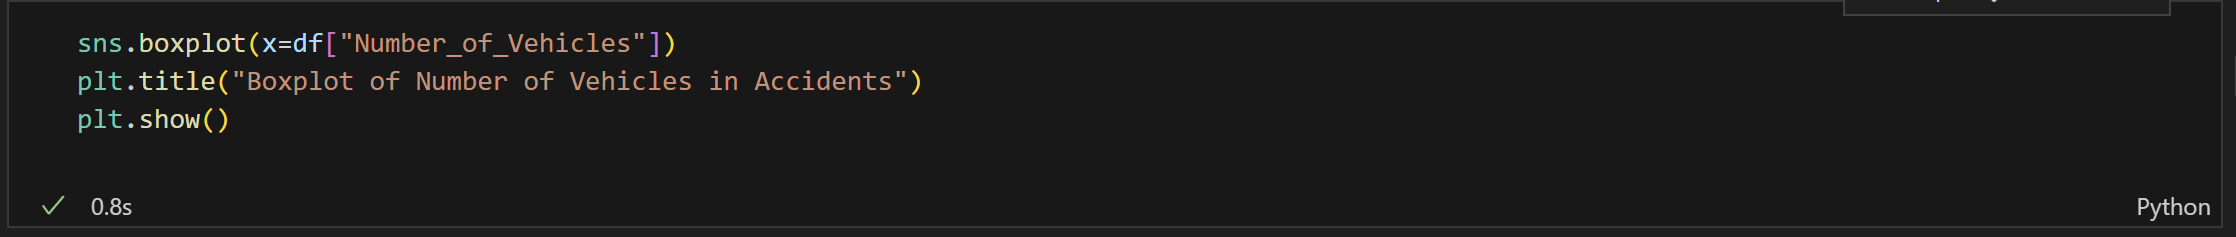 sns.boxplot(x=df["Number_of_Vehicles"])
plt.title("Boxplot of Number of Vehicles in Accidents")
plt.show()
0.8s
Python